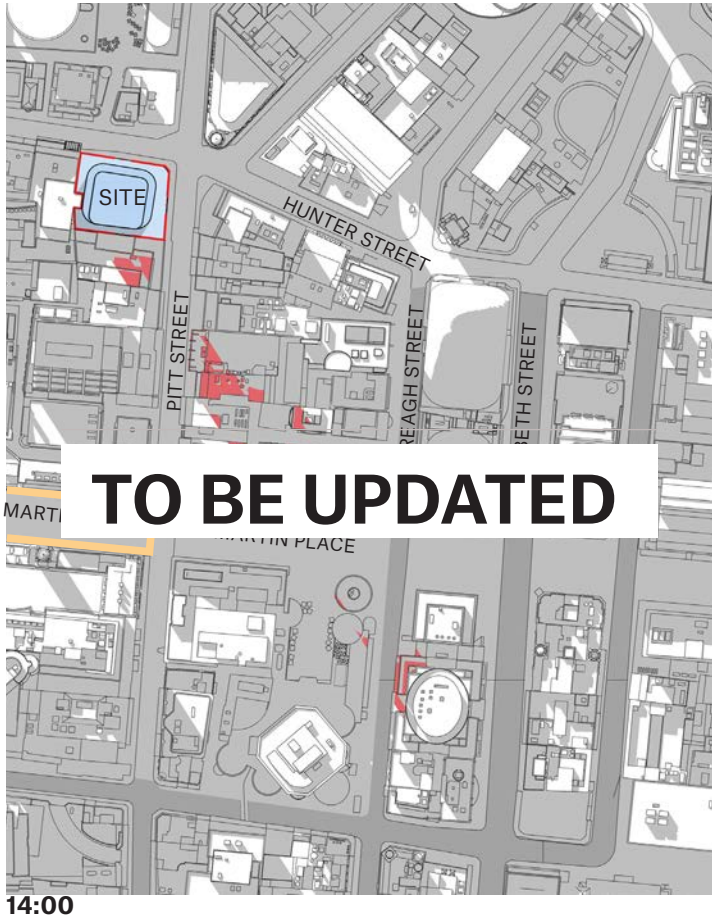 SITE
HUNTER STREET
PITT STREET
REAGH STREET
BETH STREET
TO BE UPDATED
MARTI
MARTIN PLACE
14:00